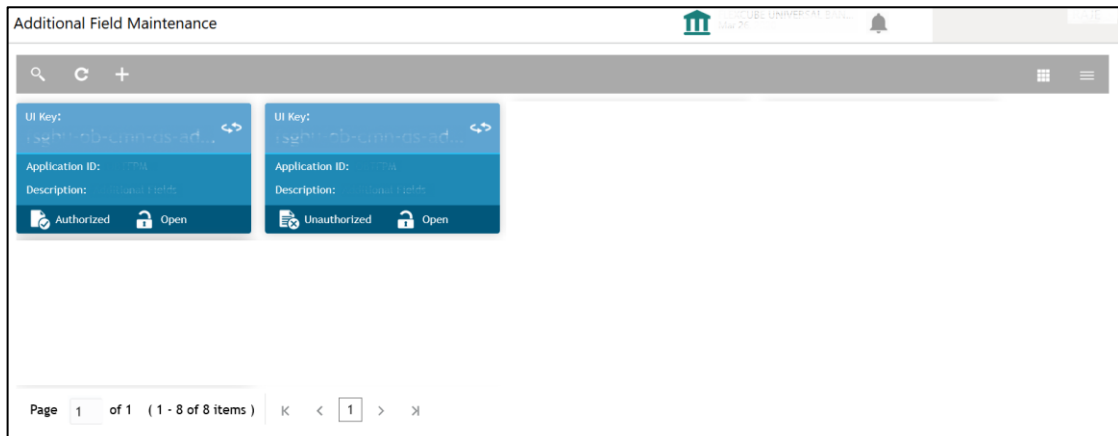 Additional Field Maintenance
UI Key:
Application ID:
Description:
Authorized Open
UI Key:
Application ID:
Description:
Unauthorized Open
Page 1 of 1 ( 1 - 8 of 8 items ) 1